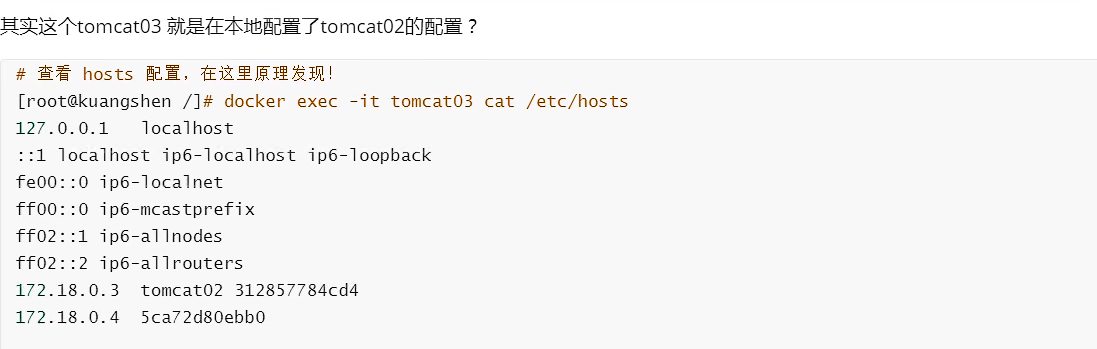 其实这个tomcat03 就是在本地配置了tomcat02的配置？
# 查看 hosts 配置，在这里原理发现！
[root@kuangshen /]# docker exec -it tomcat03 cat /etc/hosts
127.0.0.1   localhost
::1 localhost ip6-localhost ip6-loopback
fe00::0 ip6-localnet
ff00::0 ip6-mcastprefix
ff02::1 ip6-allnodes
ff02::2 ip6-allrouters
172.18.0.3  tomcat02 312857784cd4
172.18.0.4  5ca72d80ebb0